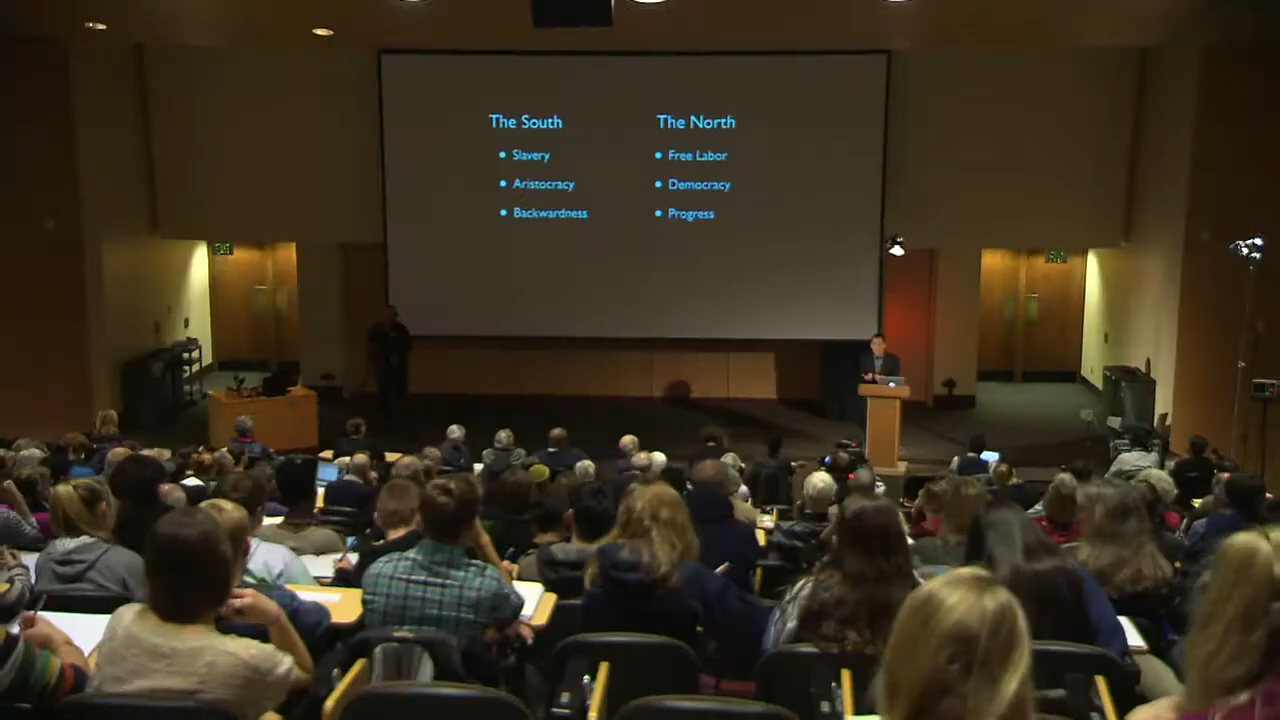 The South
Slavery
Aristocracy
Backwardness
The North
Free Labor
Democracy
Progress